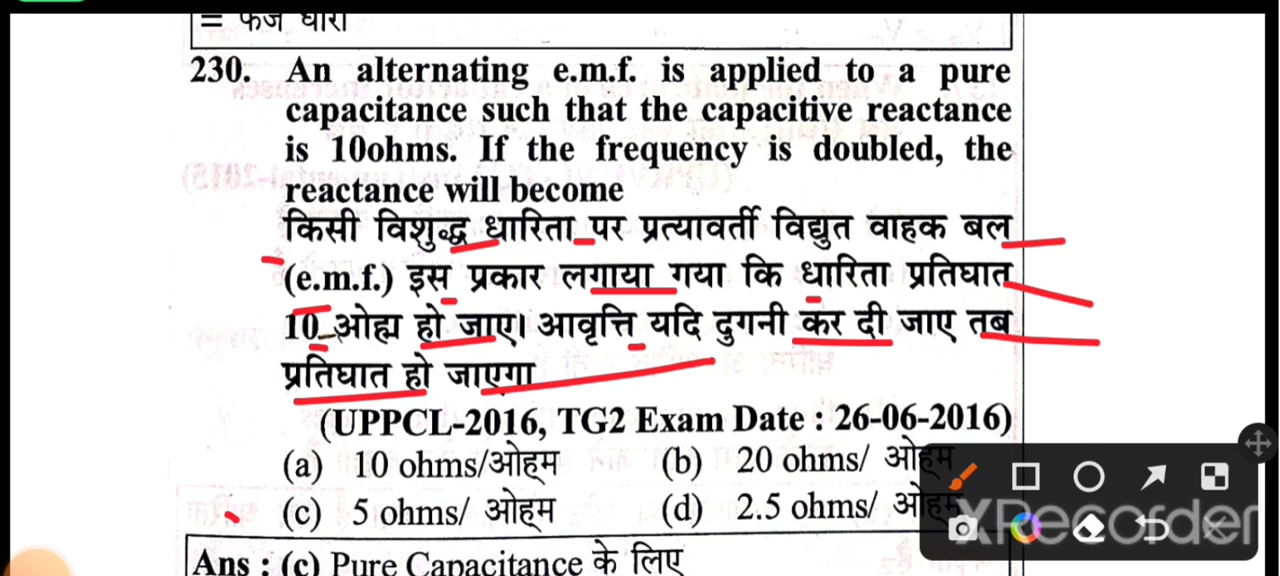 = फेज धारा
230. An alternating e.m.f. is applied to a pure
capacitance such that the capacitive reactance
is 10ohms. If the frequency is doubled, the
reactance will become
किसी विशुद्ध धारिता पर प्रत्यावर्ती विद्युत वाहक बल
(e.m.f.) इस प्रकार लगाया गया कि धारिता प्रतिघात
10 ओह्म हो जाए। आवृत्ति यदि दुगनी कर दी जाए तब
प्रतिघात हो जाएगा
(UPPCL-2016, TG2 Exam Date : 26-06-2016)
(a) 10 ohms/ओह्म (b) 20 ohms/ ओह्म
(c) 5 ohms/ ओह्म (d) 2.5 ohms/ ओह्म
Ans : (c) Pure Capacitance के लिए
XRecorder